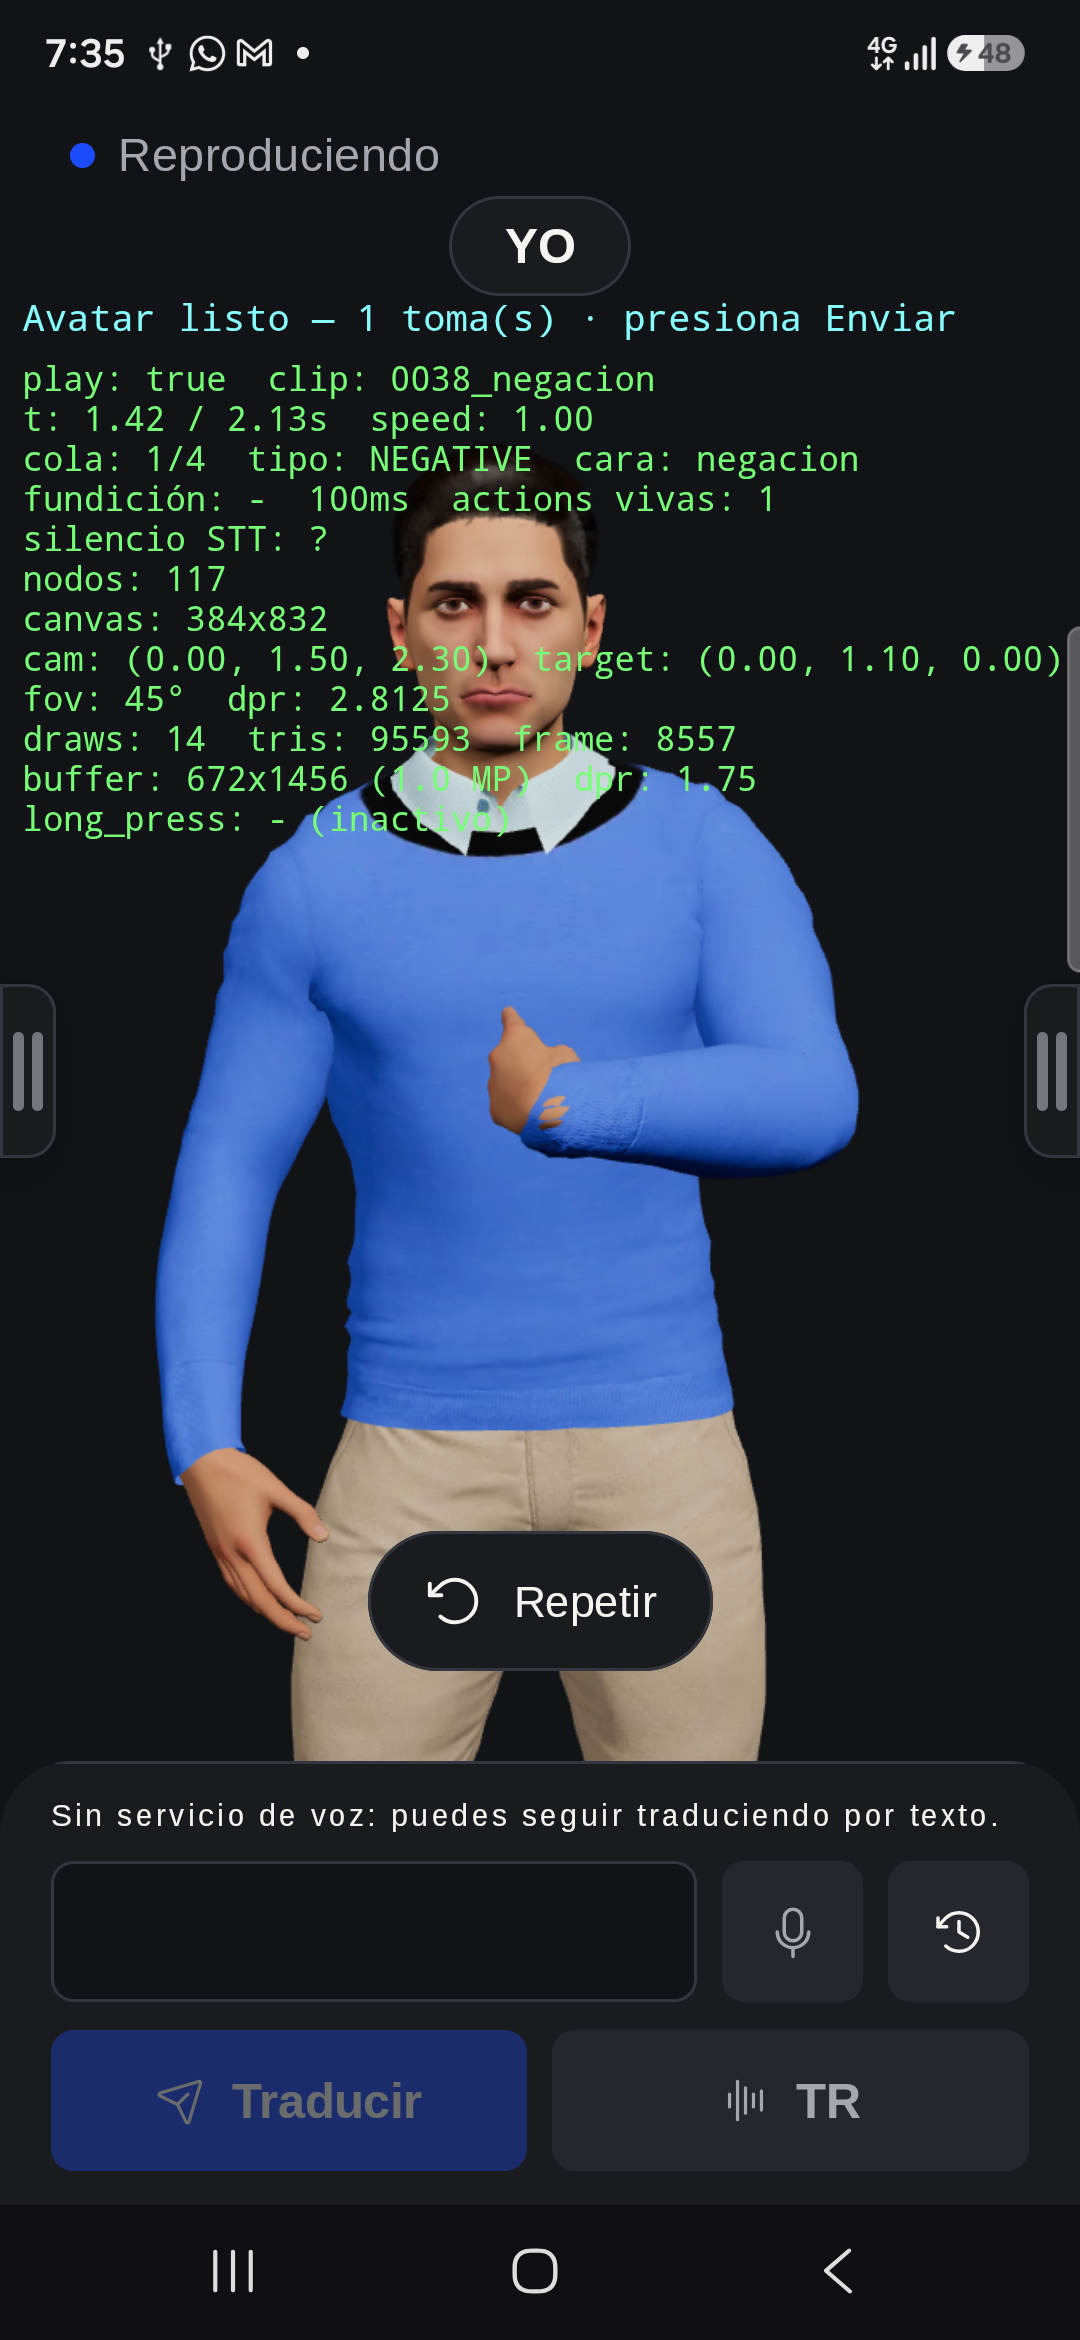 7:35
4G
48
Reproduciendo
YO
Avatar listo — 1 toma(s) · presiona Enviar
play: true  clip: 0038_negacion
t: 1.42 / 2.13s  speed: 1.00
cola: 1/4  tipo: NEGATIVE  cara: negacion
fundición: -  100ms  actions vivas: 1
silencio STT: ?
nodos: 117
canvas: 384x832
cam: (0.00, 1.50, 2.30)  target: (0.00, 1.10, 0.00)
fov: 45°  dpr: 2.8125
draws: 14  tris: 95593  frame: 8557
buffer: 672x1456 (1.0 MP)  dpr: 1.75
long_press: - (inactivo)
Repetir
Sin servicio de voz: puedes seguir traduciendo por texto.
Traducir
TR